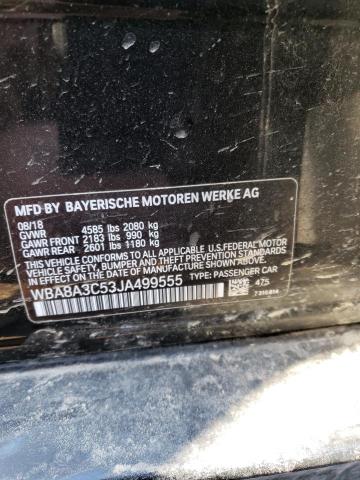 MFD BY BAYERISCHE MOTOREN WERKE AG
08/18
GVWR 4585 lbs 2080 kg
GAWR FRONT 2183 lbs 990 kg
GAWR REAR 2601 lbs 1180 kg
THIS VEHICLE CONFORMS TO ALL APPLICABLE U.S. FEDERAL MOTOR
VEHICLE SAFETY, BUMPER, AND THEFT PREVENTION STANDARDS IN
EFFECT ON THE DATE OF MANUFACTURE SHOWN ABOVE.
WBA8A3C53JA499555 TYPE: PASSENGER CAR
475